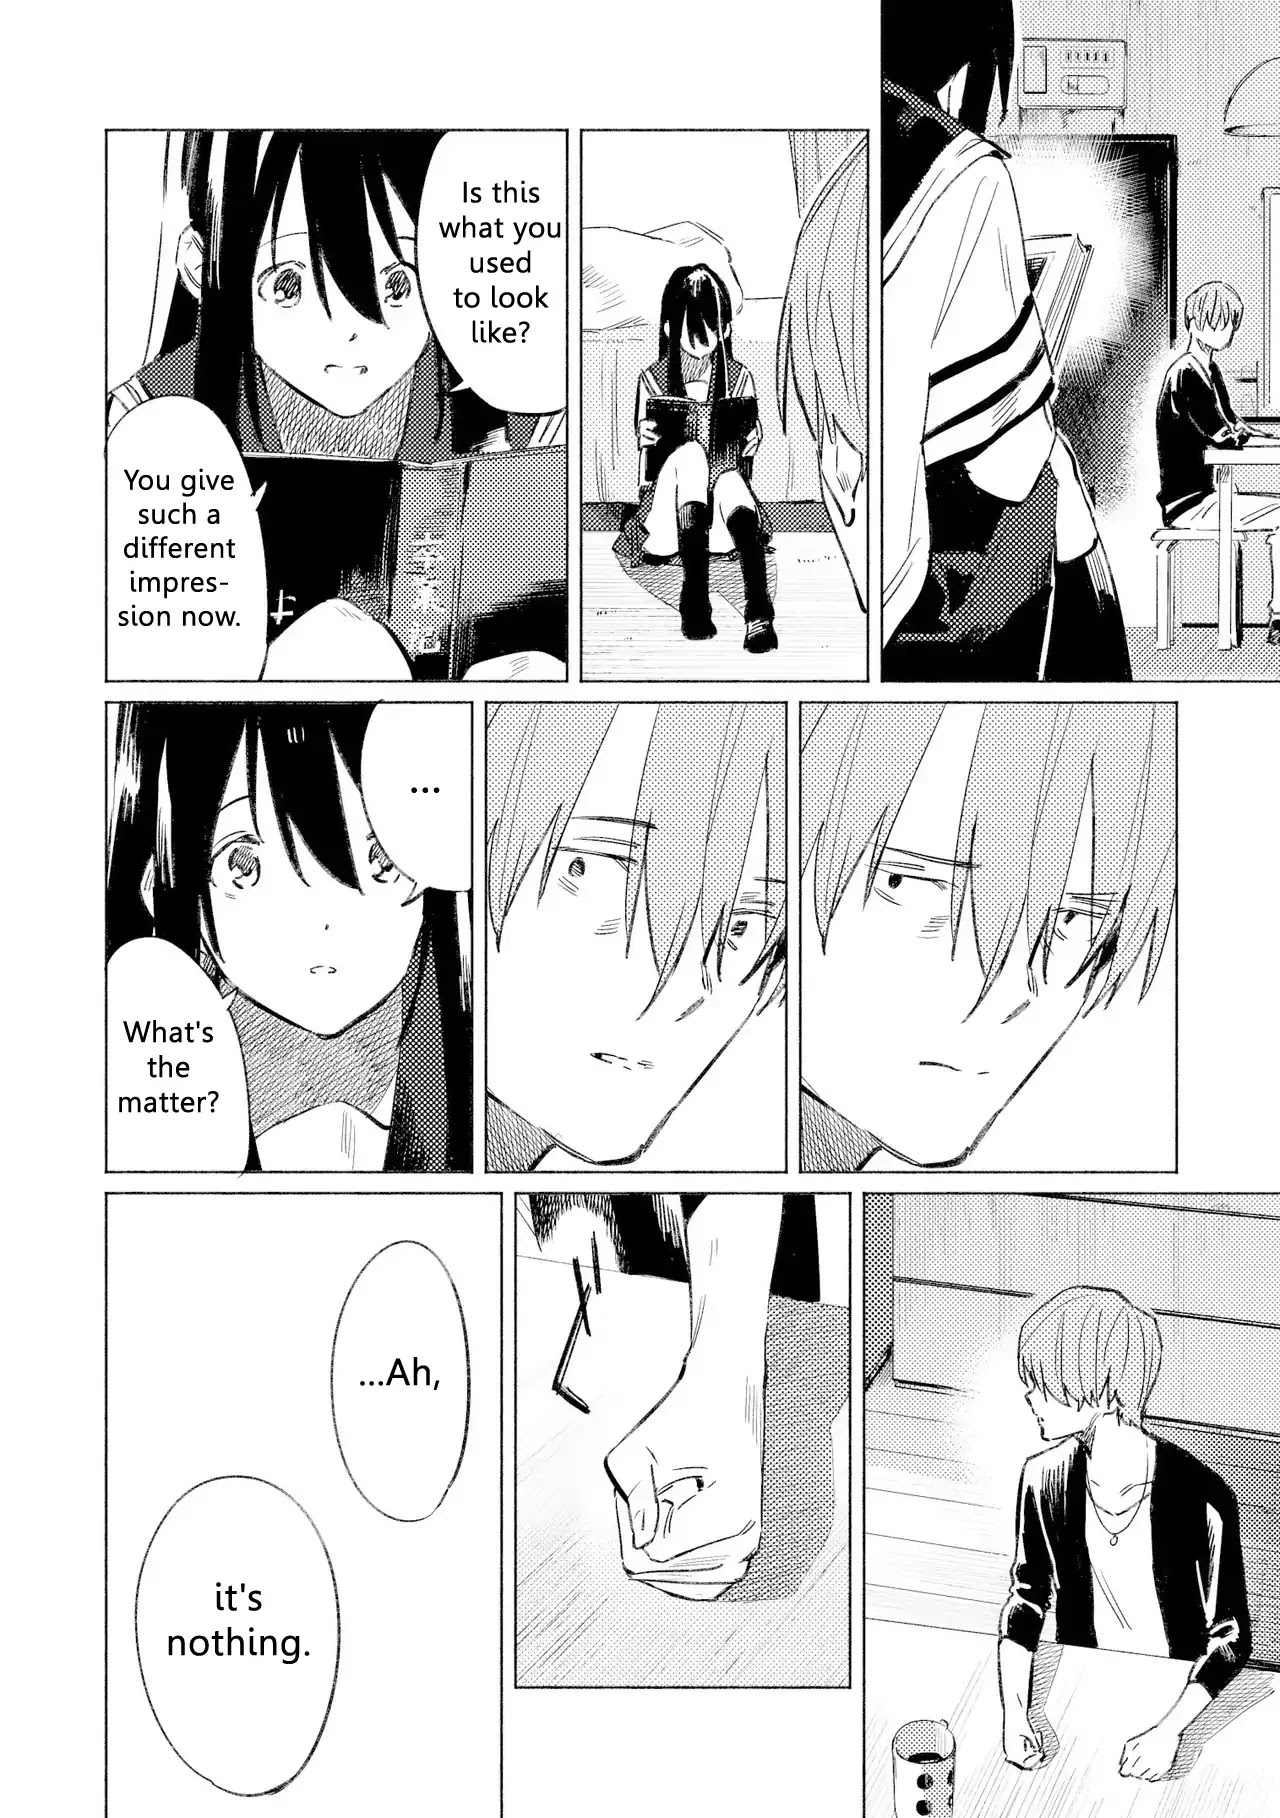 Is this
what you
used
to look
like?
You give
such a
different
impres-
sion now.
...
What's
the
matter?
...Ah,
it's
nothing.